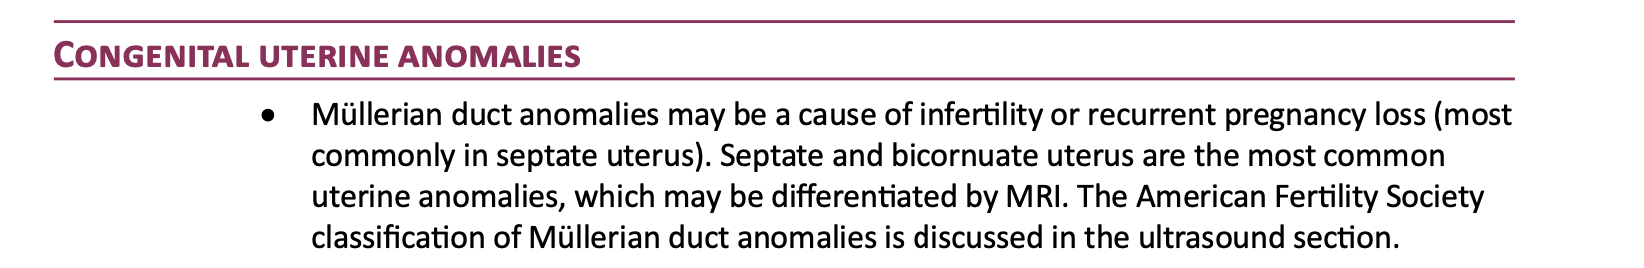 CONGENITAL UTERINE ANOMALIES
• Müllerian duct anomalies may be a cause of infertility or recurrent pregnancy loss (most
commonly in septate uterus). Septate and bicornuate uterus are the most common
uterine anomalies, which may be differentiated by MRI. The American Fertility Society
classification of Müllerian duct anomalies is discussed in the ultrasound section.